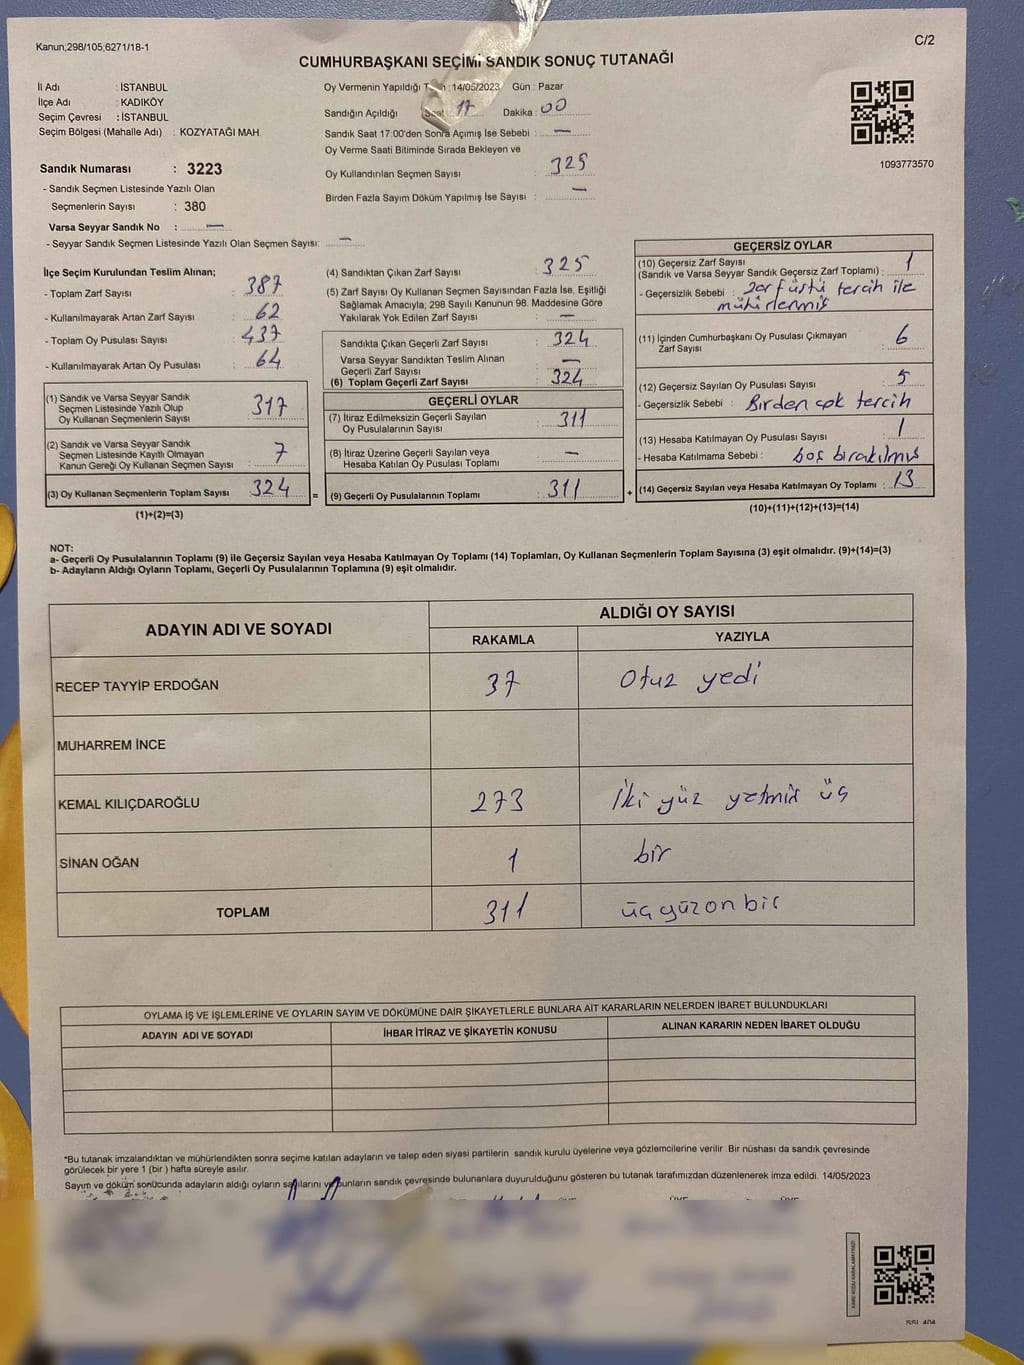 Kanun;298/105;6271/18-1
C/2
CUMHURBAŞKANI SEÇİMİ SANDIK SONUÇ TUTANAĞI
İl Adı : İSTANBUL
İlçe Adı : KADIKÖY
Seçim Çevresi : İSTANBUL
Seçim Bölgesi (Mahalle Adı) : KOZYATAĞI MAH.
Sandık Numarası : 3223
- Sandık Seçmen Listesinde Yazılı Olan
Seçmenlerin Sayısı : 380
Varsa Seyyar Sandık No : —
- Seyyar Sandık Seçmen Listesinde Yazılı Olan Seçmen Sayısı: —
Oy Vermenin Yapıldığı :14/05/2023 Gün : Pazar
Sandığın Açıldığı Saat : 17 Dakika : 00
Sandık Saat 17:00'den Sonra Açımış İse Sebebi : —
Oy Verme Saati Bitiminde Sırada Bekleyen ve
Oy Kullandırılan Seçmen Sayısı : 325
Birden Fazla Sayım Döküm Yapılmış İse Sayısı : —
1093773570
İlçe Seçim Kurulundan Teslim Alınan;
- Toplam Zarf Sayısı : 387
- Kullanılmayarak Artan Zarf Sayısı : 62
- Toplam Oy Pusulası Sayısı : 437
- Kullanılmayarak Artan Oy Pusulası : 64
(1) Sandık ve Varsa Seyyar Sandık
Seçmen Listesinde Yazılı Olup
Oy Kullanan Seçmenlerin Sayısı : 317
(2) Sandık ve Varsa Seyyar Sandık
Seçmen Listesinde Kayıtlı Olmayan
Kanun Gereği Oy Kullanan Seçmen Sayısı : 7
(3) Oy Kullanan Seçmenlerin Toplam Sayısı : 324
(1)+(2)=(3)
(4) Sandıktan Çıkan Zarf Sayısı : 325
(5) Zarf Sayısı Oy Kullanan Seçmen Sayısından Fazla İse, Eşitliği
Sağlamak Amacıyla, 298 Sayılı Kanunun 98. Maddesine Göre
Yakılarak Yok Edilen Zarf Sayısı : —
Sandıkta Çıkan Geçerli Zarf Sayısı : 324
Varsa Seyyar Sandıktan Teslim Alınan
Geçerli Zarf Sayısı : —
(6) Toplam Geçerli Zarf Sayısı : 324
GEÇERLİ OYLAR
(7) İtiraz Edilmeksizin Geçerli Sayılan
Oy Pusulalarının Sayısı : 311
(8) İtiraz Üzerine Geçerli Sayılan veya
Hesaba Katılan Oy Pusulası Toplamı : —
= (9) Geçerli Oy Pusulalarının Toplamı : 311 +
GEÇERSİZ OYLAR
(10) Geçersiz Zarf Sayısı
(Sandık ve Varsa Seyyar Sandık Geçersiz Zarf Toplamı) : 1
- Geçersizlik Sebebi : Zarf üstü tercih ile
mühürlenmiş
(11) İçinden Cumhurbaşkanı Oy Pusulası Çıkmayan
Zarf Sayısı : 6
(12) Geçersiz Sayılan Oy Pusulası Sayısı : 5
- Geçersizlik Sebebi : Birden çok tercih
(13) Hesaba Katılmayan Oy Pusulası Sayısı : 1
- Hesaba Katılmama Sebebi : boş bırakılmış
(14) Geçersiz Sayılan veya Hesaba Katılmayan Oy Toplamı : 13
(10)+(11)+(12)+(13)=(14)
NOT:
a- Geçerli Oy Pusulalarının Toplamı (9) ile Geçersiz Sayılan veya Hesaba Katılmayan Oy Toplamı (14) Toplamları, Oy Kullanan Seçmenlerin Toplam Sayısına (3) eşit olmalıdır. (9)+(14)=(3)
b- Adayların Aldığı Oyların Toplamı, Geçerli Oy Pusulalarının Toplamına (9) eşit olmalıdır.
ADAYIN ADI VE SOYADI
ALDIĞI OY SAYISI
RAKAMLA YAZIYLA
RECEP TAYYİP ERDOĞAN 37 Otuz yedi
MUHARREM İNCE
KEMAL KILIÇDAROĞLU 273 İki yüz yetmiş üç
SİNAN OĞAN 1 bir
TOPLAM 311 üçyüzonbir
OYLAMA İŞ VE İŞLEMLERİNE VE OYLARIN SAYIM VE DÖKÜMÜNE DAİR ŞİKAYETLERLE BUNLARA AİT KARARLARIN NELERDEN İBARET BULUNDUKLARI
ADAYIN ADI VE SOYADI İHBAR İTİRAZ VE ŞİKAYETİN KONUSU ALINAN KARARIN NEDEN İBARET OLDUĞU
*Bu tutanak imzalandıktan ve mühürlendikten sonra seçime katılan adayların ve talep eden siyasi partilerin sandık kurulu üyelerine veya gözlemcilerine verilir. Bir nüshası da sandık çevresinde
görülecek bir yere 1 (bir ) hafta süreyle asılır.
Sayım ve döküm sonucunda adayların aldığı oyların sayılarını ve bunların sandık çevresinde bulunanlara duyurulduğunu gösteren bu tutanak tarafımızdan düzenlenerek imza edildi. 14/05/2023